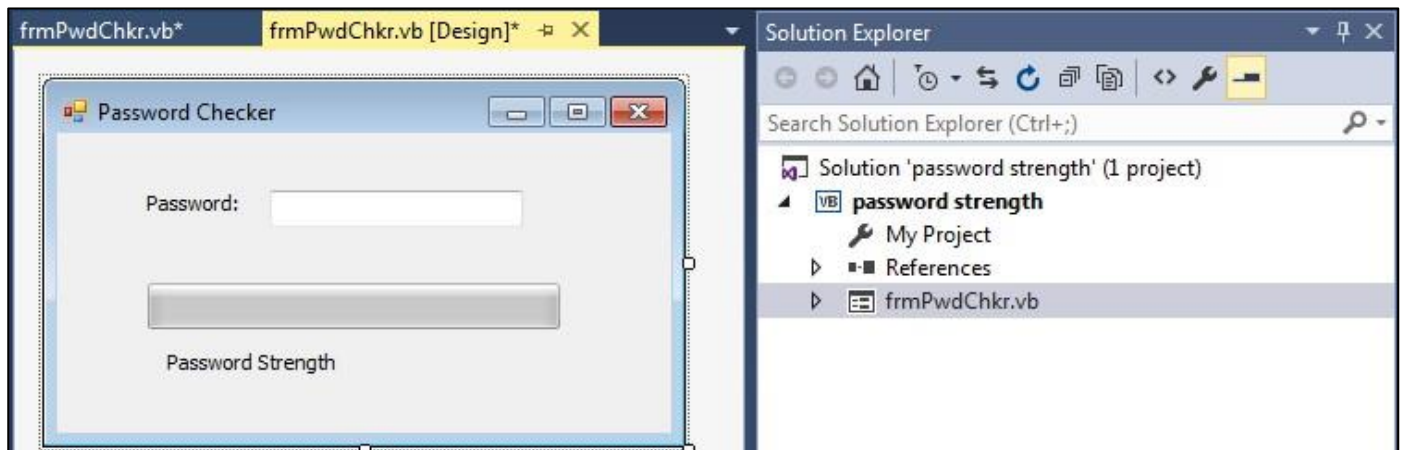 frmPwdChkr.vb* frmPwdChkr.vb [Design]*
Password Checker
Password:
Password Strength
Solution Explorer
Search Solution Explorer (Ctrl+;)
Solution 'password strength' (1 project)
VB password strength
My Project
References
frmPwdChkr.vb